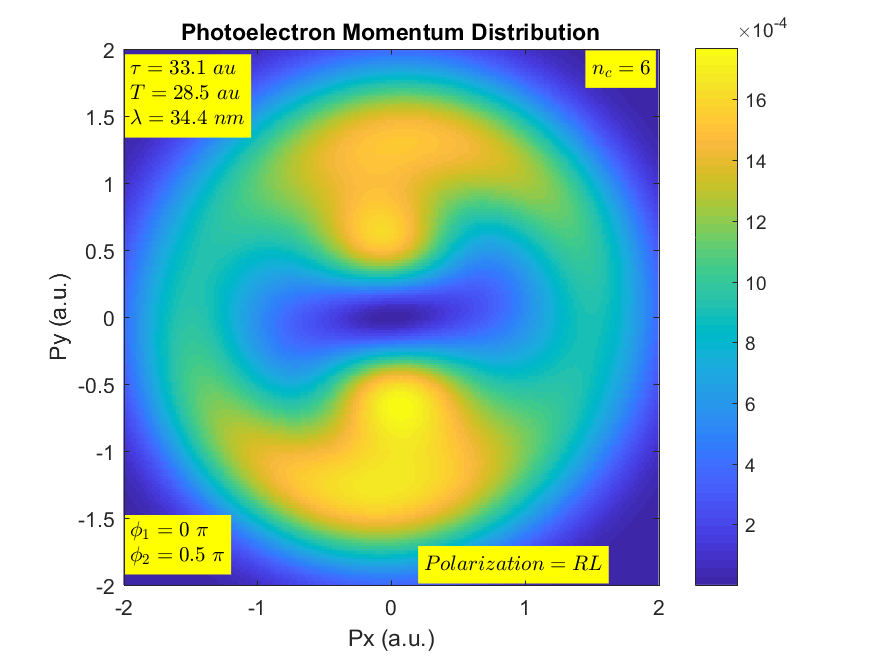 Photoelectron Momentum Distribution
×10⁻⁴
τ = 33.1 au
T = 28.5 au
λ = 34.4 nm
n_c = 6
2
1.5
1
0.5
0
-0.5
-1
-1.5
-2
Py (a.u.)
16
14
12
10
8
6
4
2
ϕ₁ = 0 π
ϕ₂ = 0.5 π
Polarization = RL
-2 -1 0 1 2
Px (a.u.)